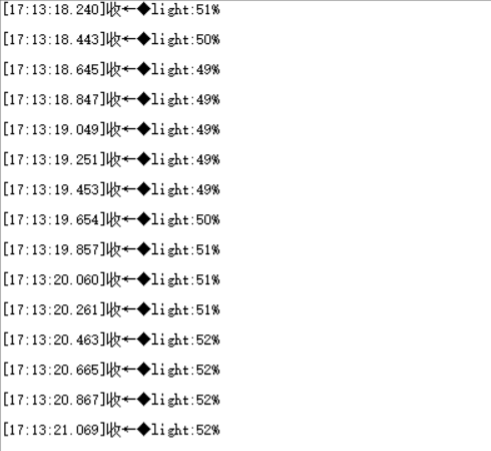 [17:13:18.240]收←◆light:51%
[17:13:18.443]收←◆light:50%
[17:13:18.645]收←◆light:49%
[17:13:18.847]收←◆light:49%
[17:13:19.049]收←◆light:49%
[17:13:19.251]收←◆light:49%
[17:13:19.453]收←◆light:49%
[17:13:19.654]收←◆light:50%
[17:13:19.857]收←◆light:51%
[17:13:20.060]收←◆light:51%
[17:13:20.261]收←◆light:51%
[17:13:20.463]收←◆light:52%
[17:13:20.665]收←◆light:52%
[17:13:20.867]收←◆light:52%
[17:13:21.069]收←◆light:52%